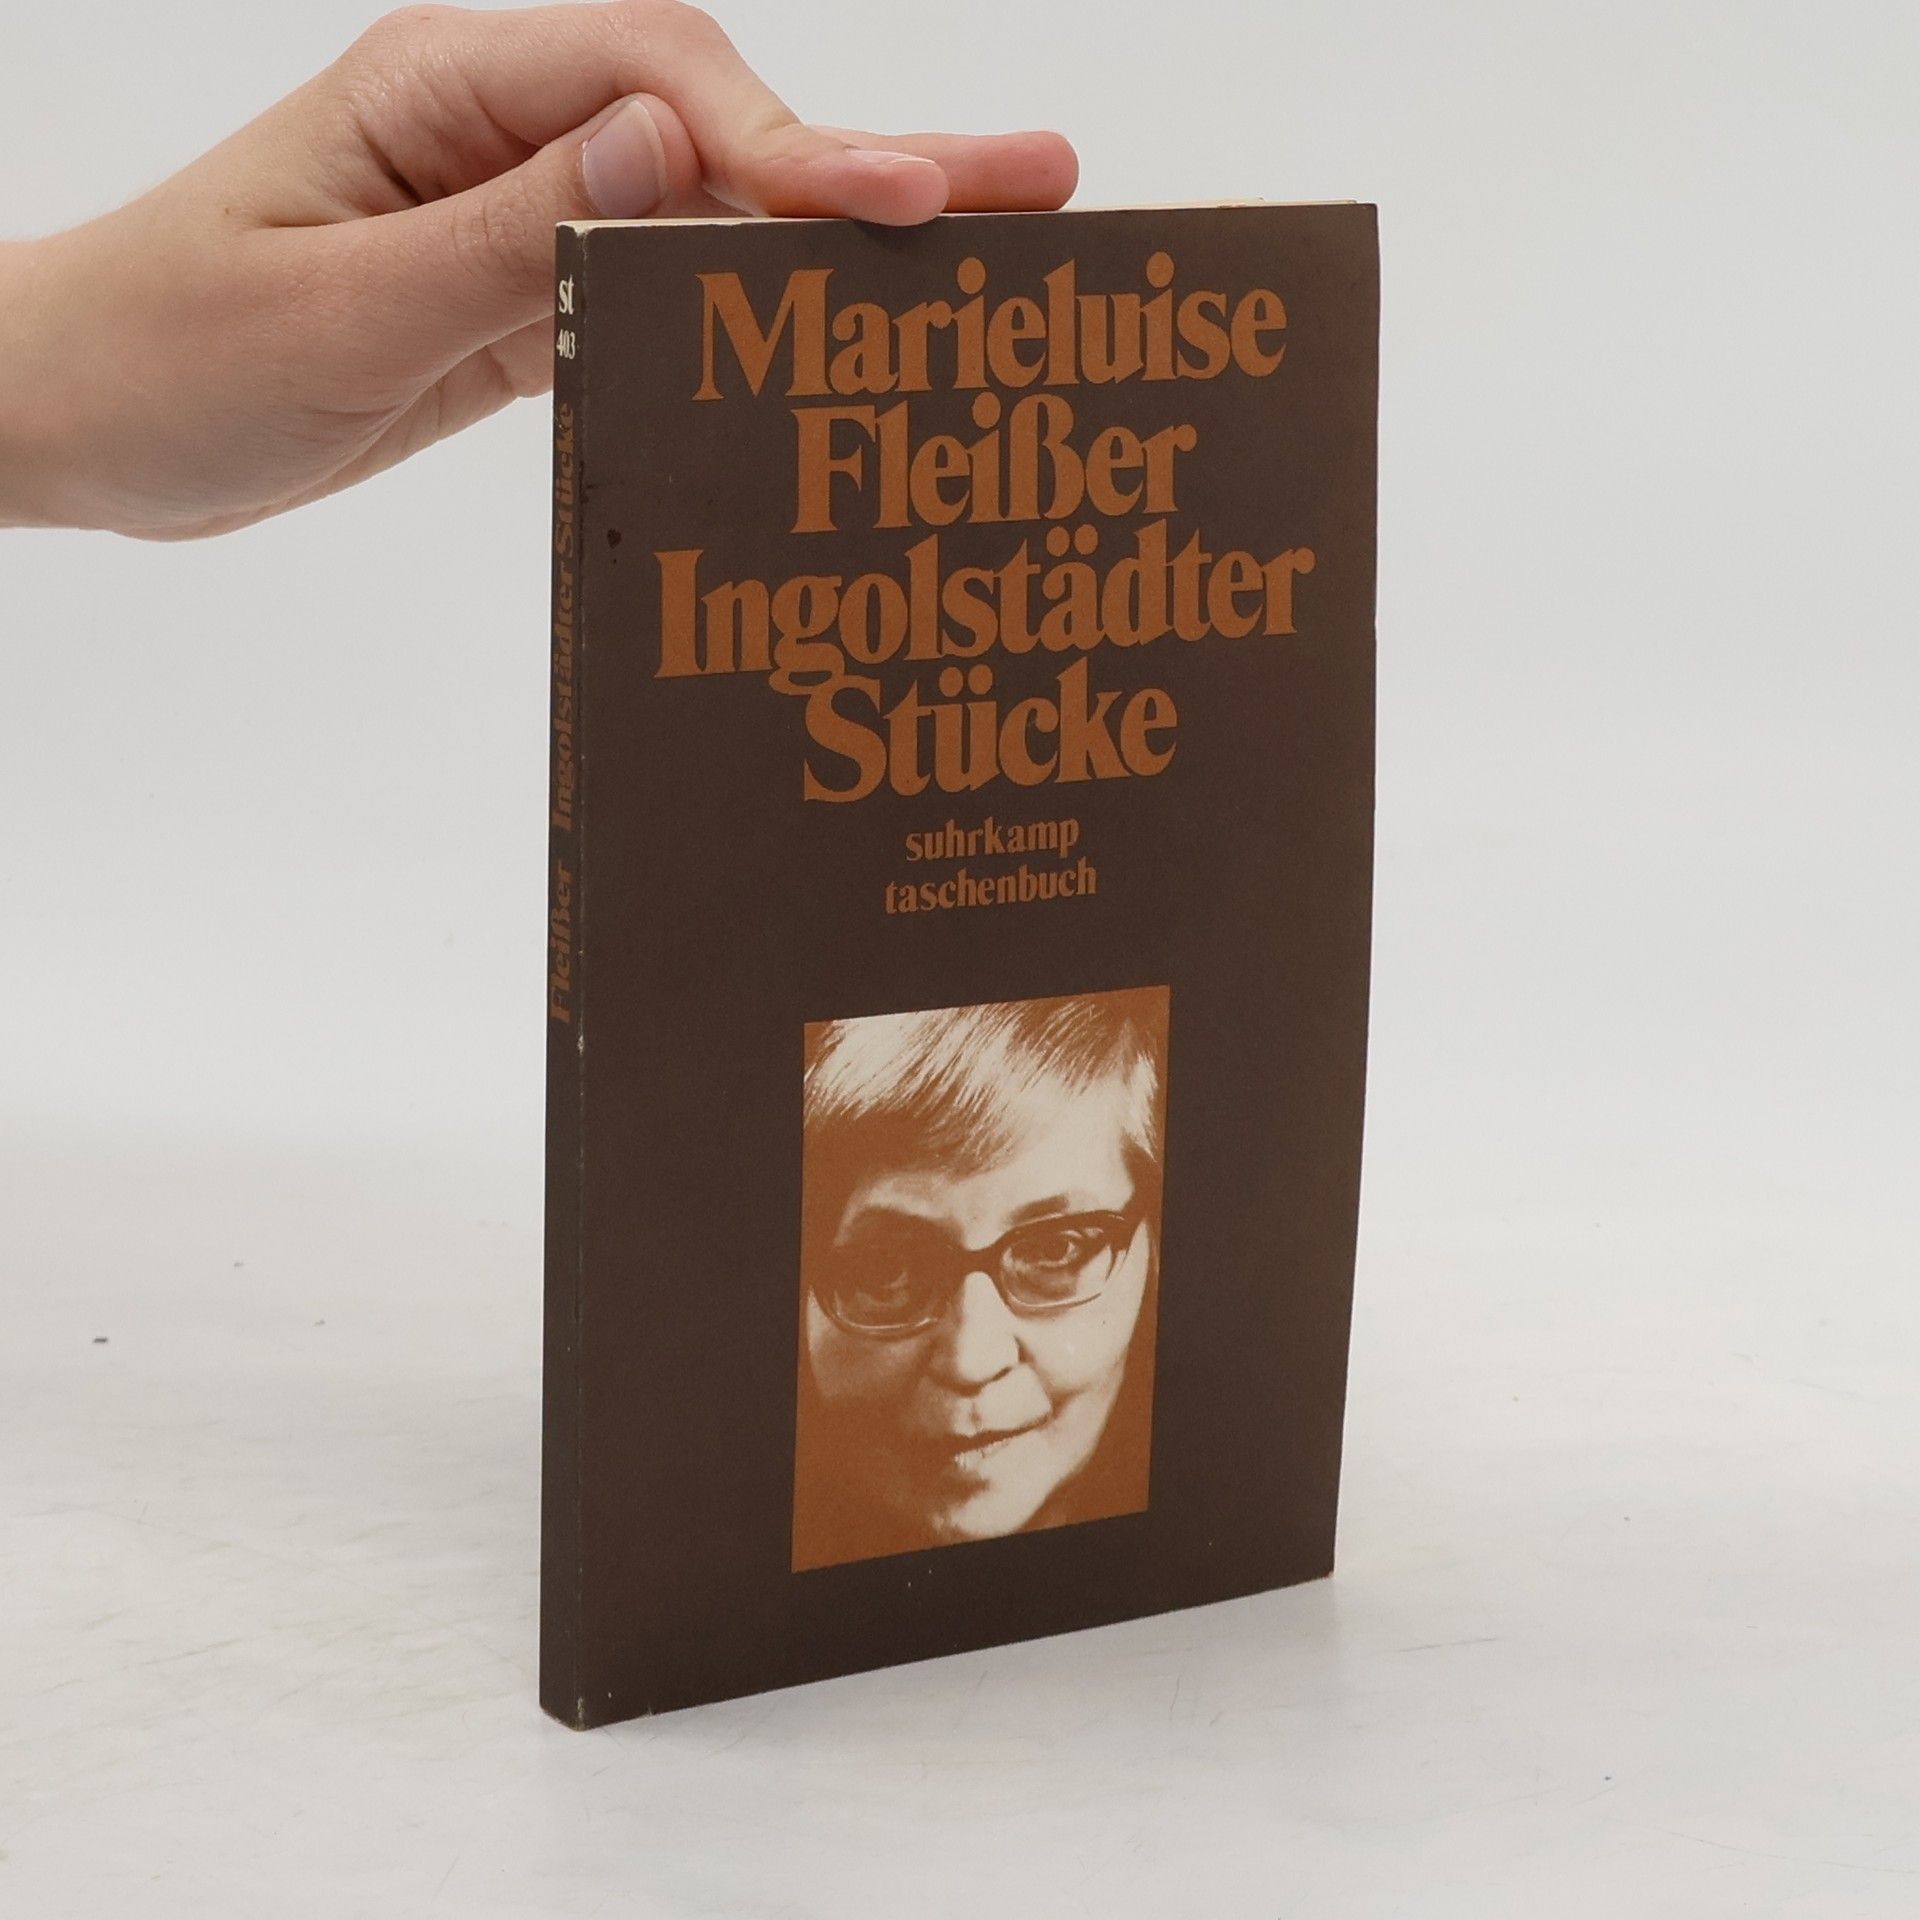 Marieluise
Fleißer
Ingolstädter
Stücke
suhrkamp
taschenbuch
st
403
Fleißer Ingolstädter Stücke